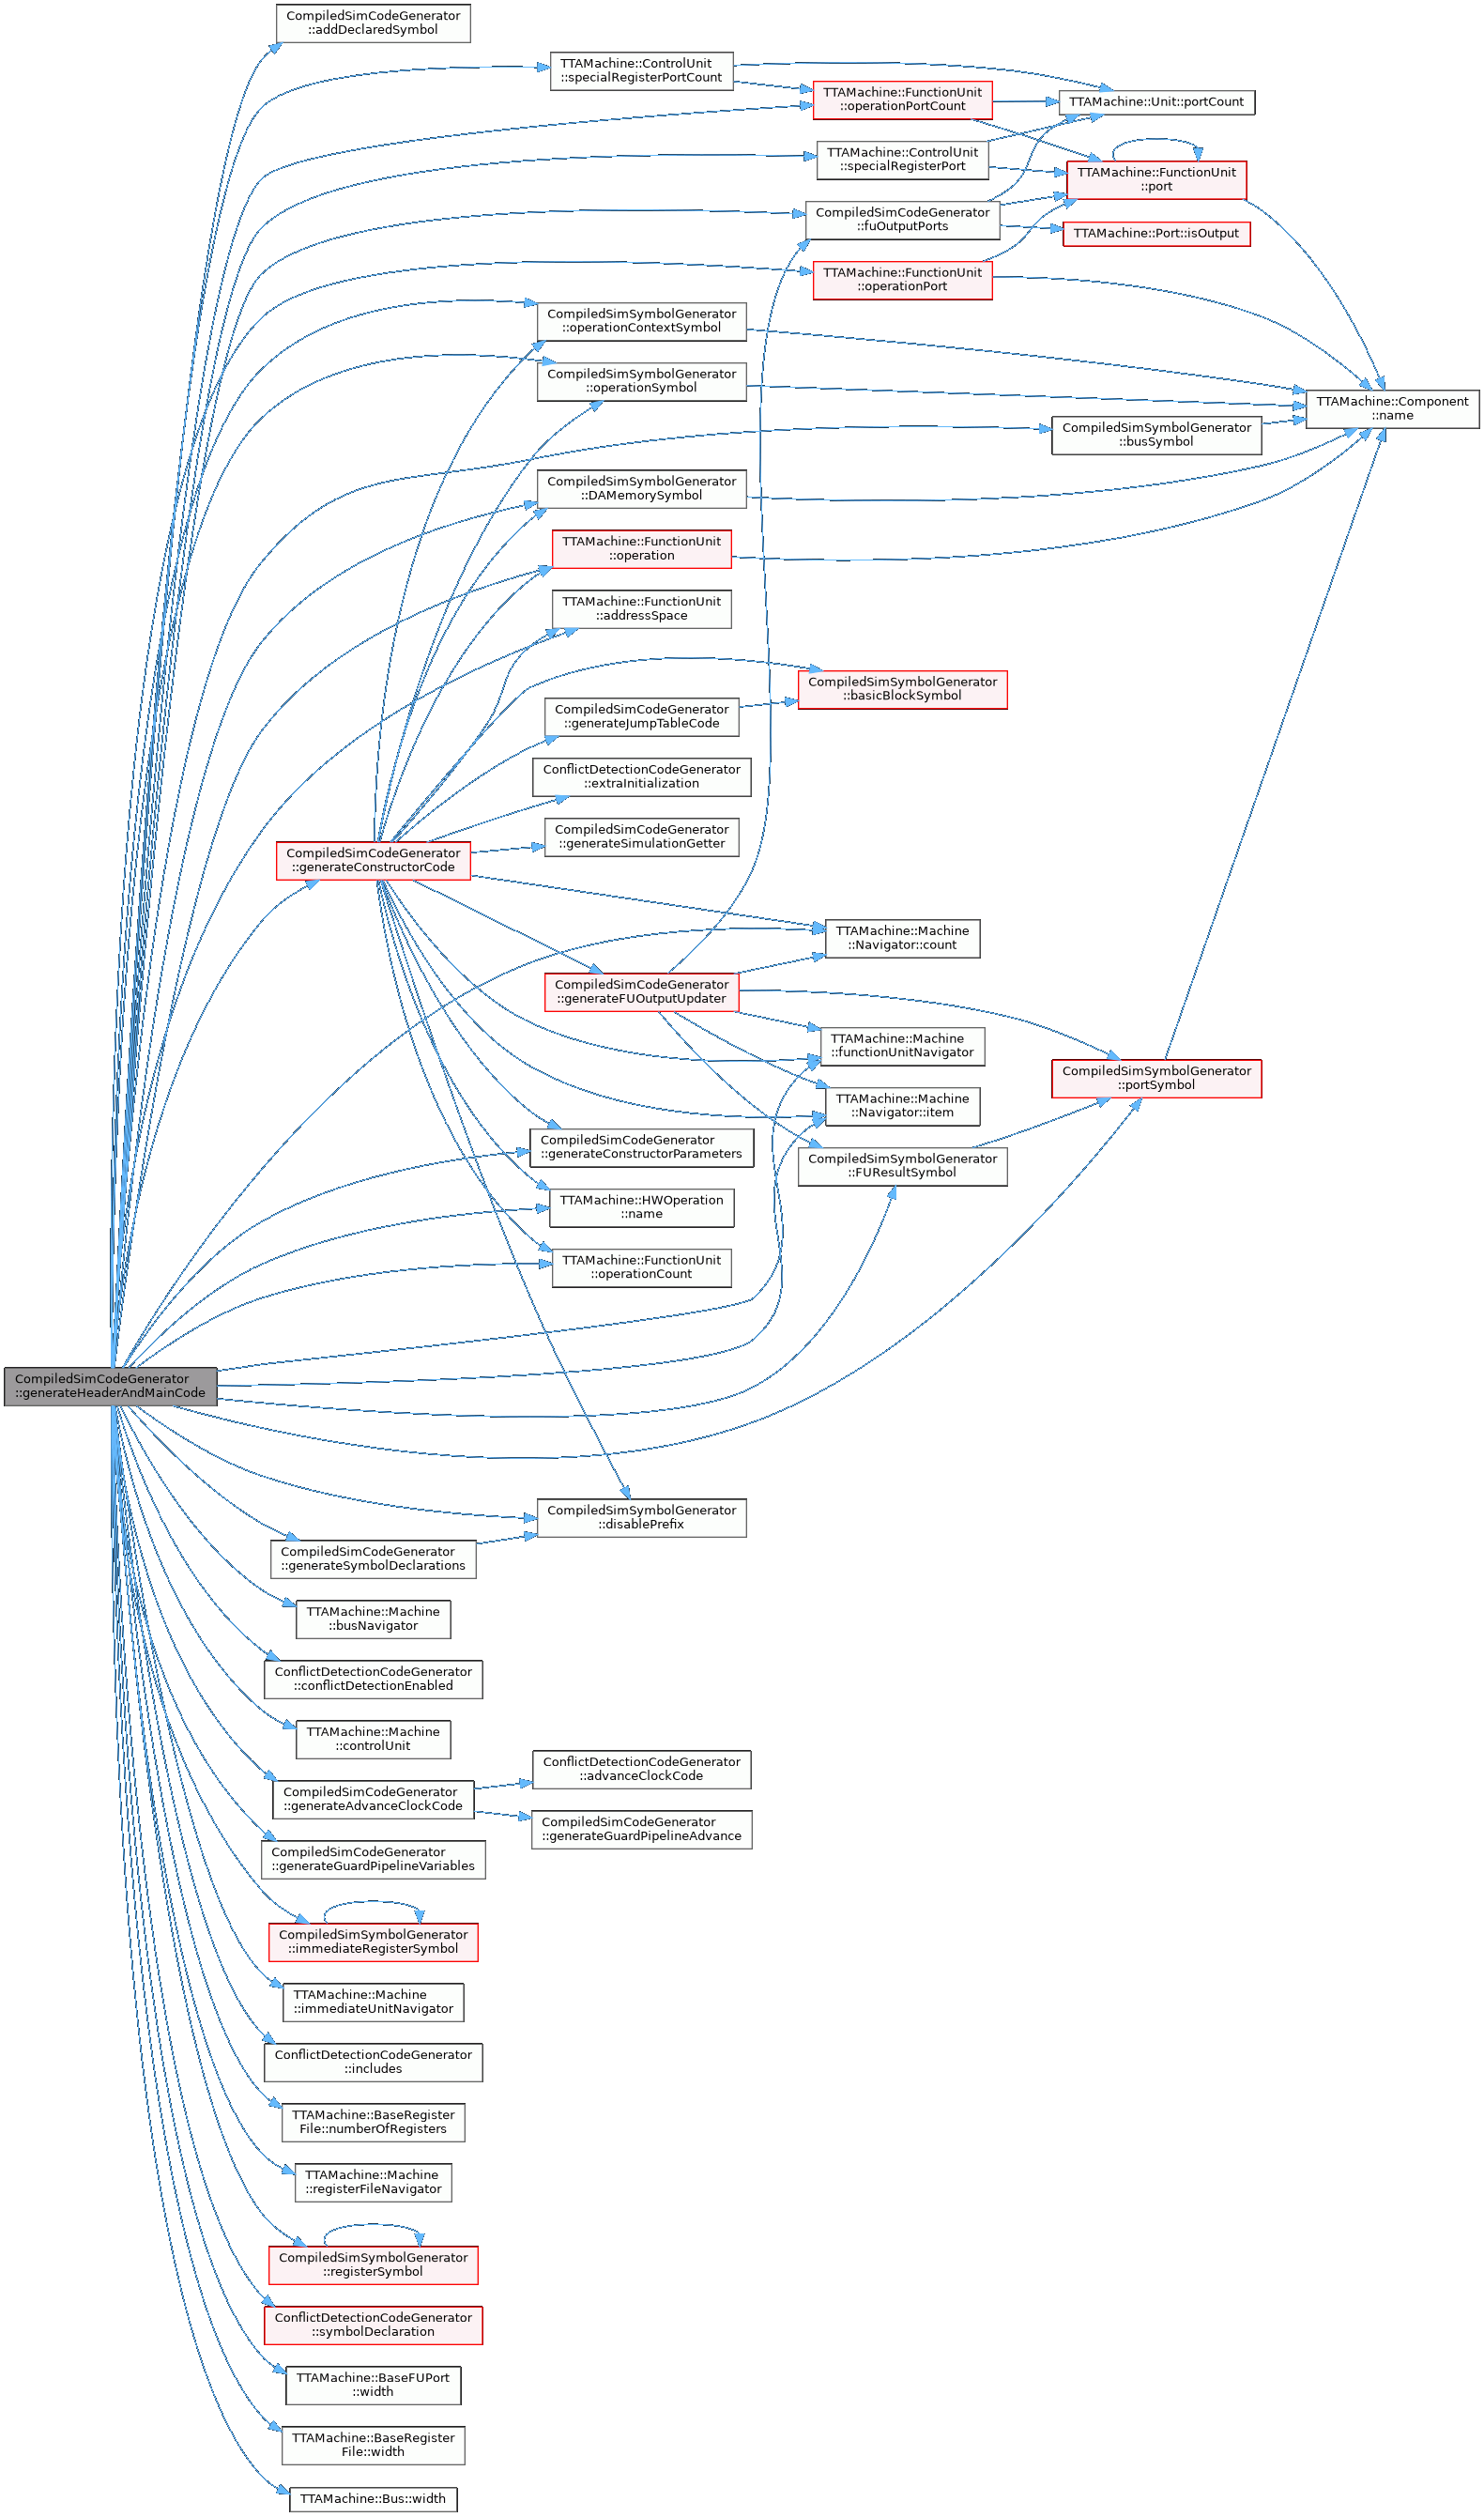 CompiledSimCodeGenerator
::addDeclaredSymbol
TTAMachine::ControlUnit
::specialRegisterPortCount
TTAMachine::FunctionUnit
::operationPortCount
TTAMachine::Unit::portCount
TTAMachine::ControlUnit
::specialRegisterPort
TTAMachine::FunctionUnit
::port
CompiledSimCodeGenerator
::fuOutputPorts
TTAMachine::Port::isOutput
TTAMachine::FunctionUnit
::operationPort
CompiledSimSymbolGenerator
::operationContextSymbol
CompiledSimSymbolGenerator
::operationSymbol
TTAMachine::Component
::name
CompiledSimSymbolGenerator
::busSymbol
CompiledSimSymbolGenerator
::DAMemorySymbol
TTAMachine::FunctionUnit
::operation
TTAMachine::FunctionUnit
::addressSpace
CompiledSimSymbolGenerator
::basicBlockSymbol
CompiledSimCodeGenerator
::generateJumpTableCode
ConflictDetectionCodeGenerator
::extraInitialization
CompiledSimCodeGenerator
::generateSimulationGetter
CompiledSimCodeGenerator
::generateConstructorCode
TTAMachine::Machine
::Navigator::count
CompiledSimCodeGenerator
::generateFUOutputUpdater
TTAMachine::Machine
::functionUnitNavigator
CompiledSimSymbolGenerator
::portSymbol
TTAMachine::Machine
::Navigator::item
CompiledSimCodeGenerator
::generateConstructorParameters
CompiledSimSymbolGenerator
::FUResultSymbol
TTAMachine::HWOperation
::name
TTAMachine::FunctionUnit
::operationCount
CompiledSimCodeGenerator
::generateHeaderAndMainCode
CompiledSimSymbolGenerator
::disablePrefix
CompiledSimCodeGenerator
::generateSymbolDeclarations
TTAMachine::Machine
::busNavigator
ConflictDetectionCodeGenerator
::conflictDetectionEnabled
TTAMachine::Machine
::controlUnit
ConflictDetectionCodeGenerator
::advanceClockCode
CompiledSimCodeGenerator
::generateAdvanceClockCode
CompiledSimCodeGenerator
::generateGuardPipelineAdvance
CompiledSimCodeGenerator
::generateGuardPipelineVariables
CompiledSimSymbolGenerator
::immediateRegisterSymbol
TTAMachine::Machine
::immediateUnitNavigator
ConflictDetectionCodeGenerator
::includes
TTAMachine::BaseRegister
File::numberOfRegisters
TTAMachine::Machine
::registerFileNavigator
CompiledSimSymbolGenerator
::registerSymbol
ConflictDetectionCodeGenerator
::symbolDeclaration
TTAMachine::BaseFUPort
::width
TTAMachine::BaseRegister
File::width
TTAMachine::Bus::width